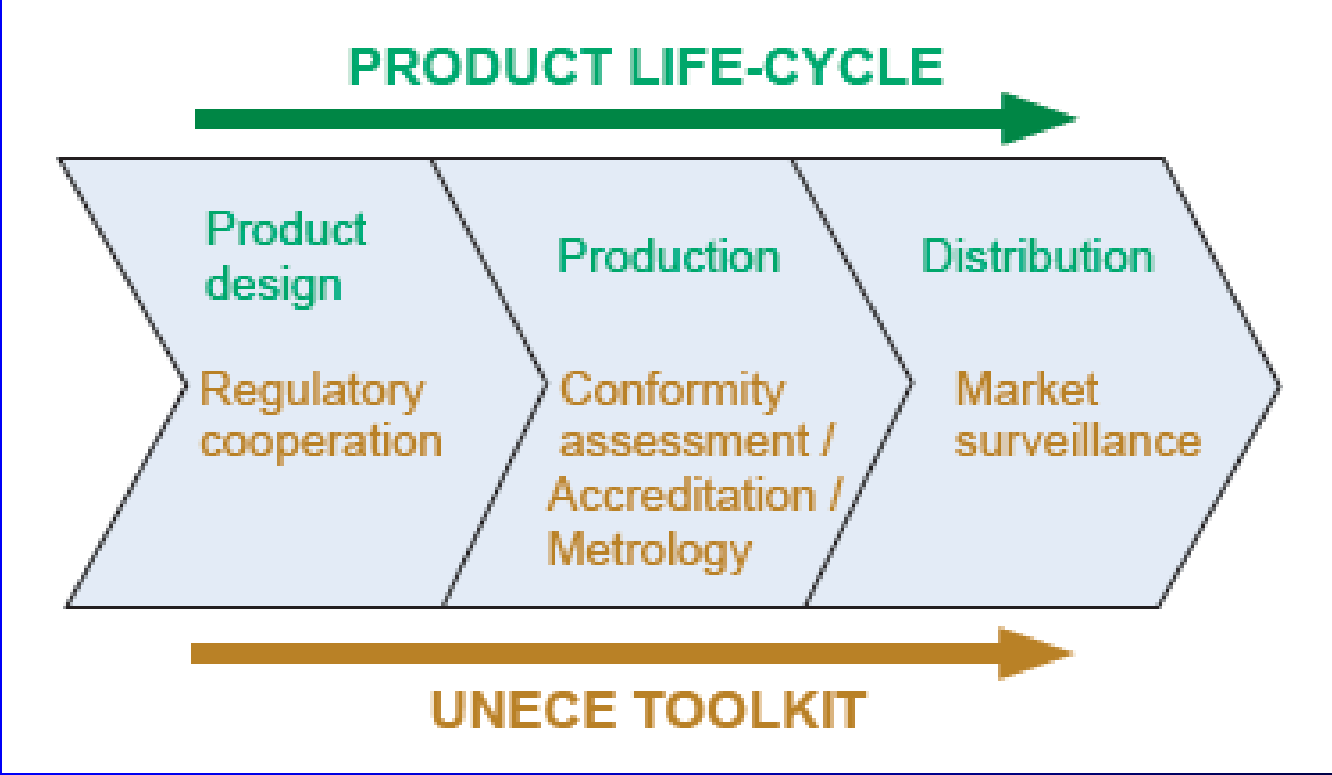 PRODUCT LIFE-CYCLE
Product
design
Regulatory
cooperation
Production
Conformity
assessment /
Accreditation /
Metrology
Distribution
Market
surveillance
UNECE TOOLKIT